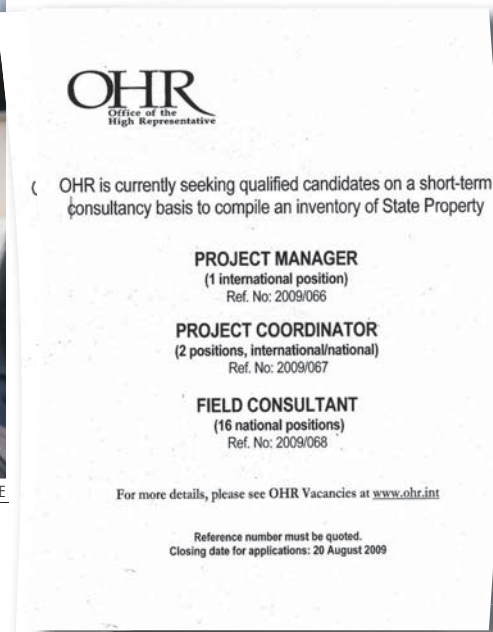 OHR
Office of the
High Representative
OHR is currently seeking qualified candidates on a short-term
consultancy basis to compile an inventory of State Property
PROJECT MANAGER
(1 international position)
Ref. No: 2009/066
PROJECT COORDINATOR
(2 positions, international/national)
Ref. No: 2009/067
FIELD CONSULTANT
(16 national positions)
Ref. No: 2009/068
E
For more details, please see OHR Vacancies at www.ohr.int
Reference number must be quoted.
Closing date for applications: 20 August 2009